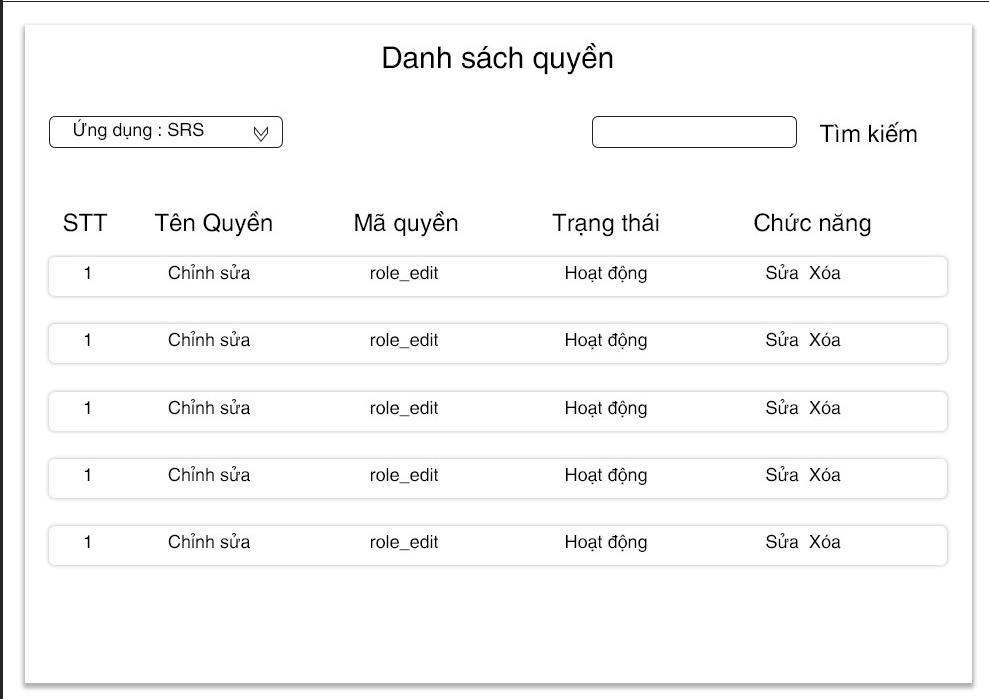 Danh sách quyền
Ứng dụng : SRS Tìm kiếm
STT Tên Quyền Mã quyền Trạng thái Chức năng
1 Chỉnh sửa role_edit Hoạt động Sửa Xóa
1 Chỉnh sửa role_edit Hoạt động Sửa Xóa
1 Chỉnh sửa role_edit Hoạt động Sửa Xóa
1 Chỉnh sửa role_edit Hoạt động Sửa Xóa
1 Chỉnh sửa role_edit Hoạt động Sửa Xóa